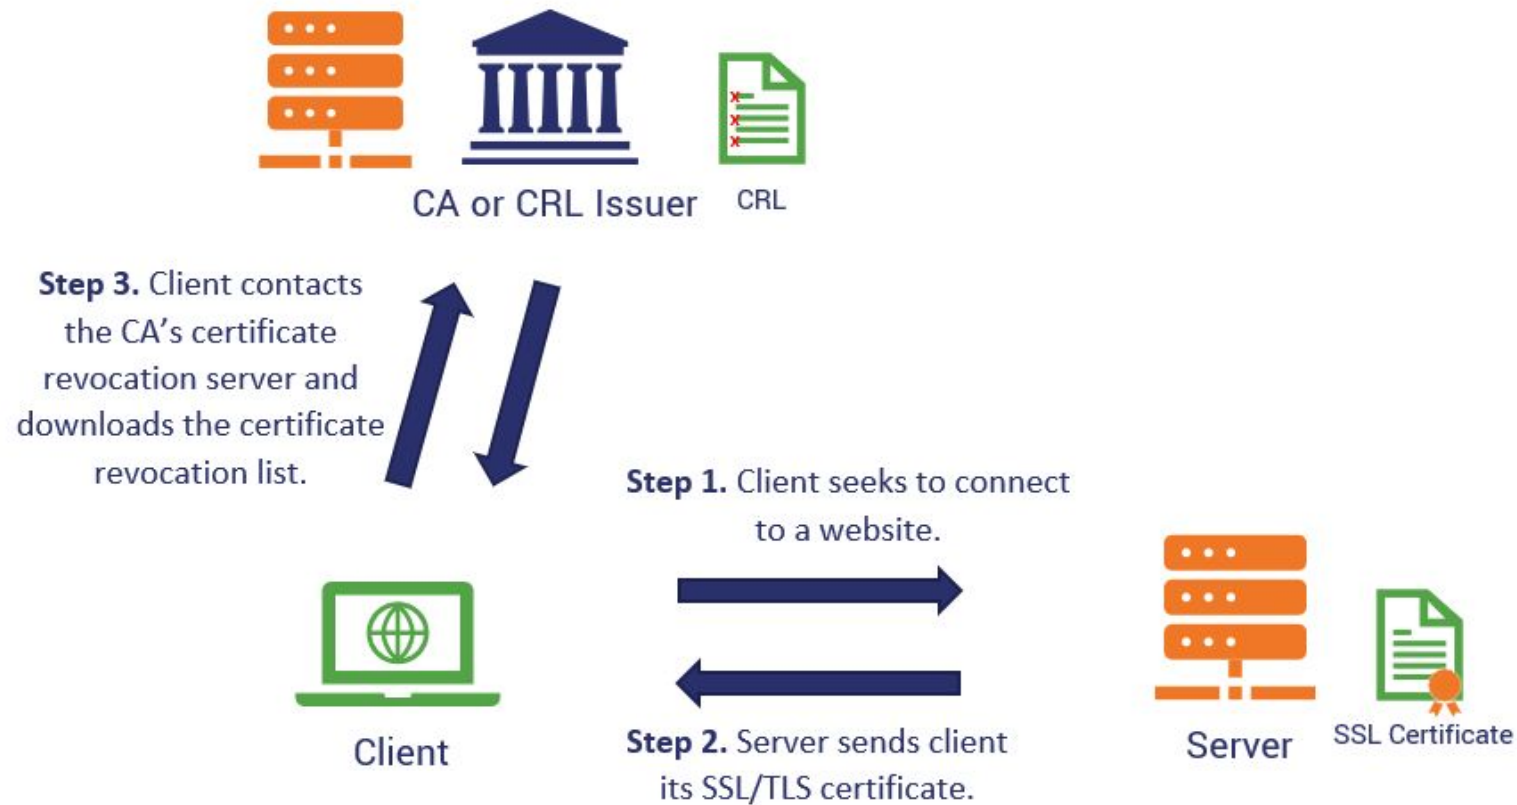 CA or CRL Issuer
CRL
Step 3. Client contacts
the CA's certificate
revocation server and
downloads the certificate
revocation list.
Step 1. Client seeks to connect
to a website.
Client
Step 2. Server sends client
its SSL/TLS certificate.
Server
SSL Certificate